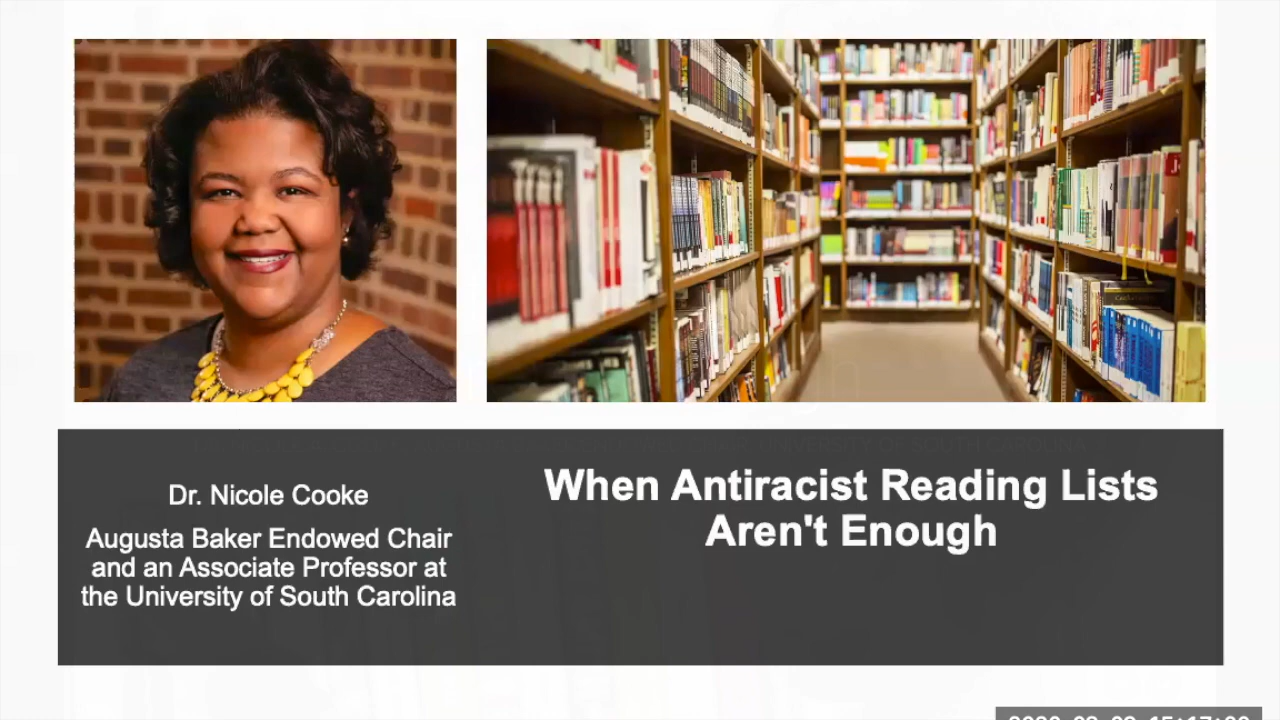 Dr. Nicole Cooke
Augusta Baker Endowed Chair
and an Associate Professor at
the University of South Carolina
When Antiracist Reading Lists
Aren't Enough